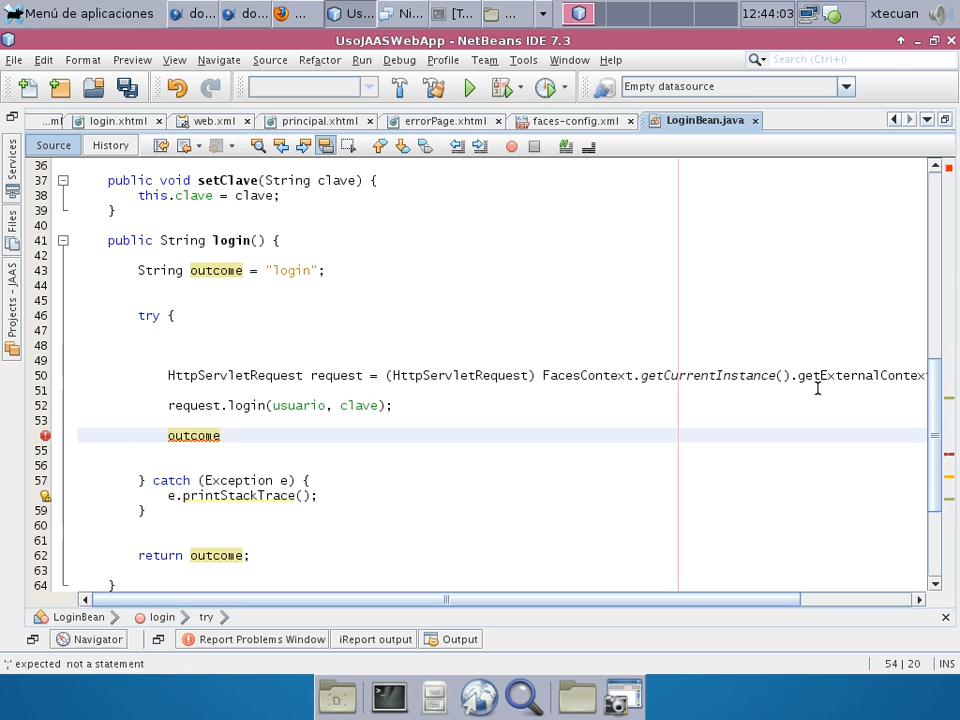 Menú de aplicaciones do... do... ... Us... Ni... [T... ... 12:44:03 xtecuan
UsoJAASWebApp - NetBeans IDE 7.3
File Edit Format Preview View Navigate Source Refactor Run Debug Profile Team Tools Window Help Search (Ctrl+I)
Empty datasource
...ml login.xhtml web.xml principal.xhtml errorPage.xhtml faces-config.xml LoginBean.java
Source History
Services
Files
Projects - JAAS
36
37 public void setClave(String clave) {
38 this.clave = clave;
39 }
40
41 public String login() {
42
43 String outcome = "login";
44
45
46 try {
47
48
49
50 HttpServletRequest request = (HttpServletRequest) FacesContext.getCurrentInstance().getExternalContext
51
52 request.login(usuario, clave);
53
outcome
55
56
57 } catch (Exception e) {
e.printStackTrace();
59 }
60
61
62 return outcome;
63
64 }
LoginBean login try
Navigator Report Problems Window iReport output Output
';' expected not a statement 54 | 20 INS